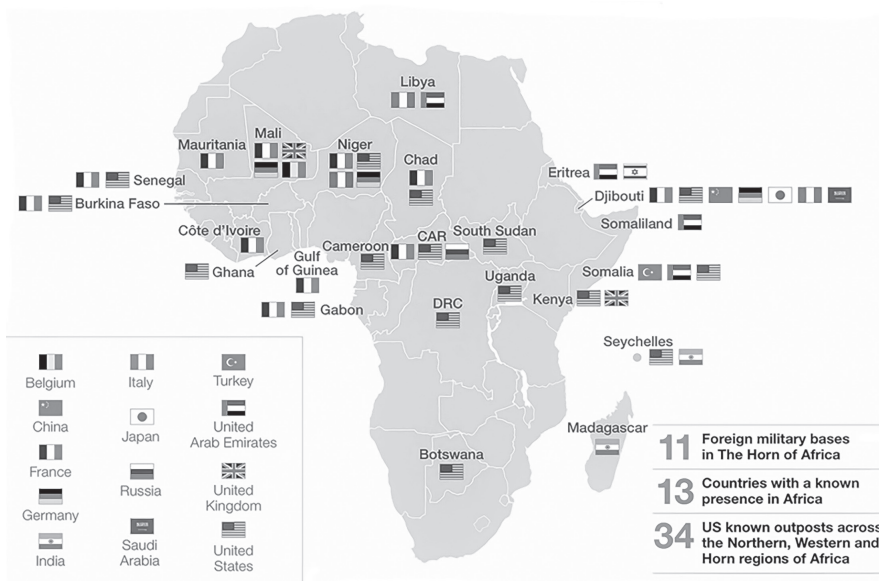 Libya
Mali
Mauritania
Niger
Chad
Senegal
Burkina Faso
Eritrea
Djibouti
Somaliland
Côte d'Ivoire
Ghana
Gulf
of Guinea
Cameroon
CAR
South Sudan
Uganda
Somalia
Kenya
Gabon
DRC
Seychelles
Madagascar
Botswana
Belgium
Italy
Turkey
China
Japan
United
Arab Emirates
France
Russia
United
Kingdom
Germany
India
Saudi
Arabia
United
States
11 Foreign military bases
in The Horn of Africa
13 Countries with a known
presence in Africa
34 US known outposts across
the Northern, Western and
Horn regions of Africa